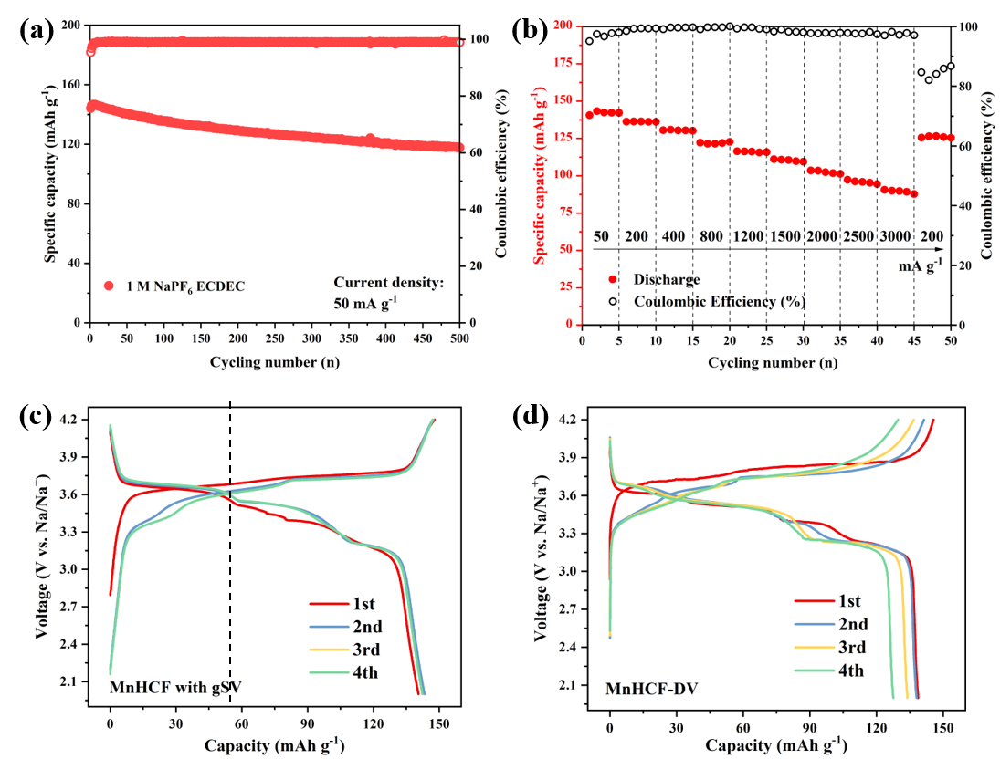 (a)
200
160
120
80
40
0
Specific capacity (mAh g-1)
100
80
60
40
20
0
Coulombic efficiency (%)
1 M NaPF6 ECDEC
Current density:
50 mA g-1
0 50 100 150 200 250 300 350 400 450 500
Cycling number (n)
(b)
200
175
150
125
100
75
50
25
0
Specific capacity (mAh g-1)
100
80
60
40
20
0
Coulombic efficiency (%)
50 200 400 800 1200 1500 2000 2500 3000 200
mA g-1
Discharge
Coulombic Efficiency (%)
0 5 10 15 20 25 30 35 40 45 50
Cycling number (n)
(c)
4.2
3.9
3.6
3.3
3.0
2.7
2.4
2.1
Voltage (V vs. Na/Na+)
1st
2nd
3rd
4th
MnHCF with gSV
0 30 60 90 120 150
Capacity (mAh g-1)
(d)
4.2
3.9
3.6
3.3
3.0
2.7
2.4
2.1
Voltage (V vs. Na/Na+)
1st
2nd
3rd
4th
MnHCF-DV
0 30 60 90 120 150
Capacity (mAh g-1)